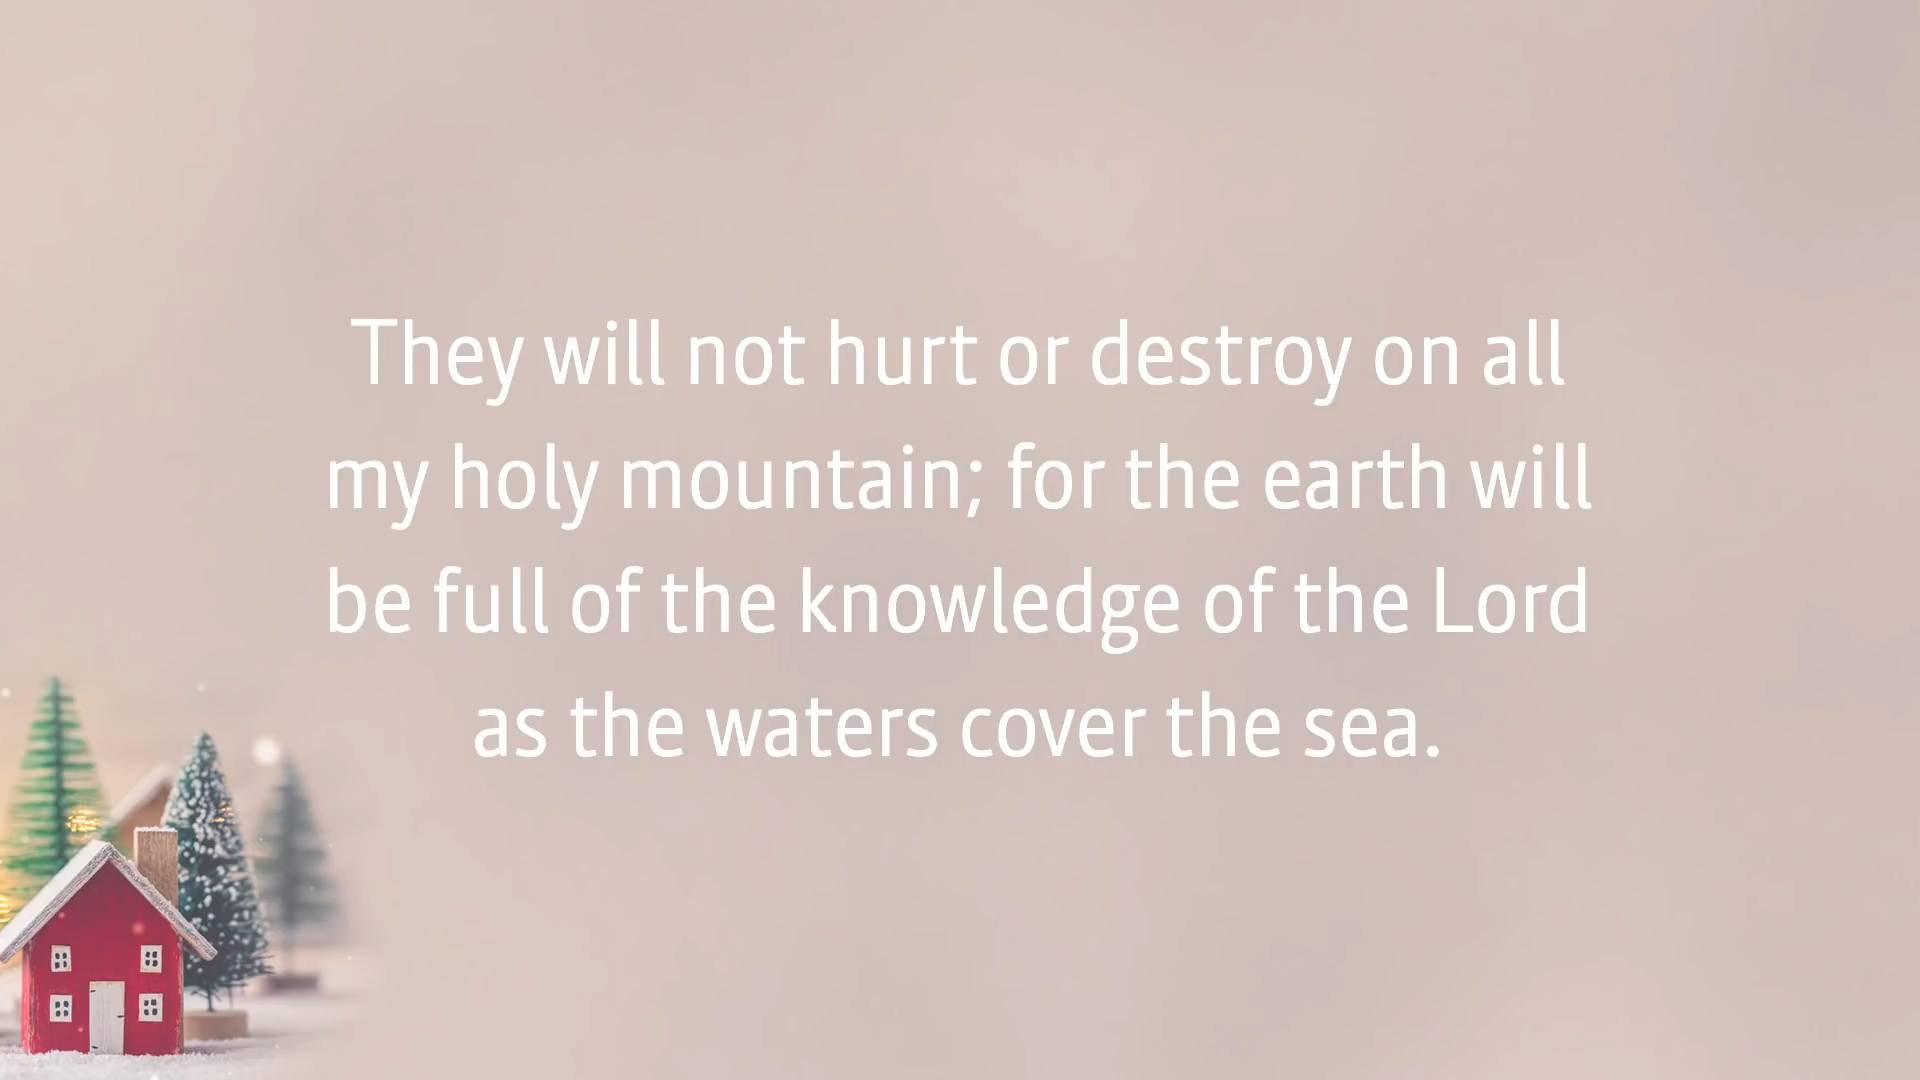 They will not hurt or destroy on all
my holy mountain; for the earth will
be full of the knowledge of the Lord
as the waters cover the sea.